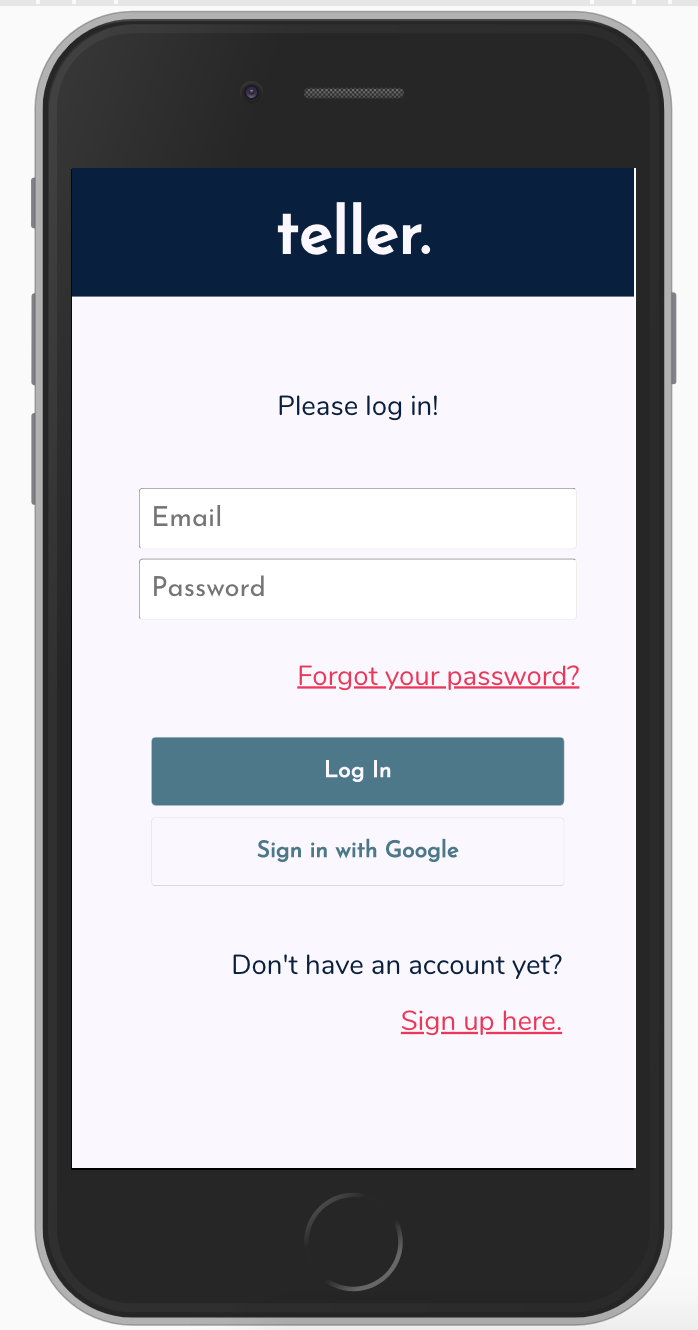 teller.
Please log in!
Email
Password
Forgot your password?
Log In
Sign in with Google
Don't have an account yet?
Sign up here.